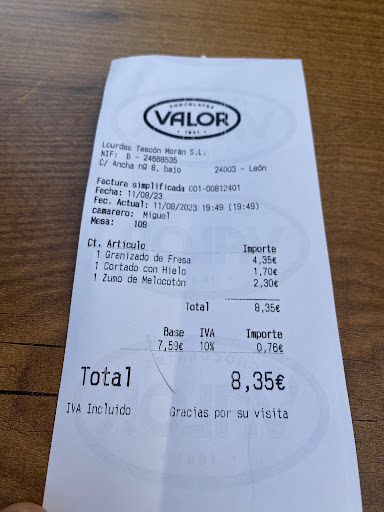 CHOCOLATES
VALOR
1881
Lourdes Tascón Morán S.L.
NIF: B - 24668535
C/ Ancha nº 8, bajo 24003 - León
Factura simplificada 001-00812401
Fecha: 11/08/23
Fec. Actual: 11/08/2023 19:49 (19:49)
camarero: Miguel
Mesa: 109
Ct. Artículo Importe
1 Granizado de Fresa 4,35€
1 Cortado con Hielo 1,70€
1 Zumo de Melocotón 2,30€
Total 8,35€
Base IVA Importe
7,59€ 10% 0,76€
Total 8,35€
IVA Incluido Gracias por su visita